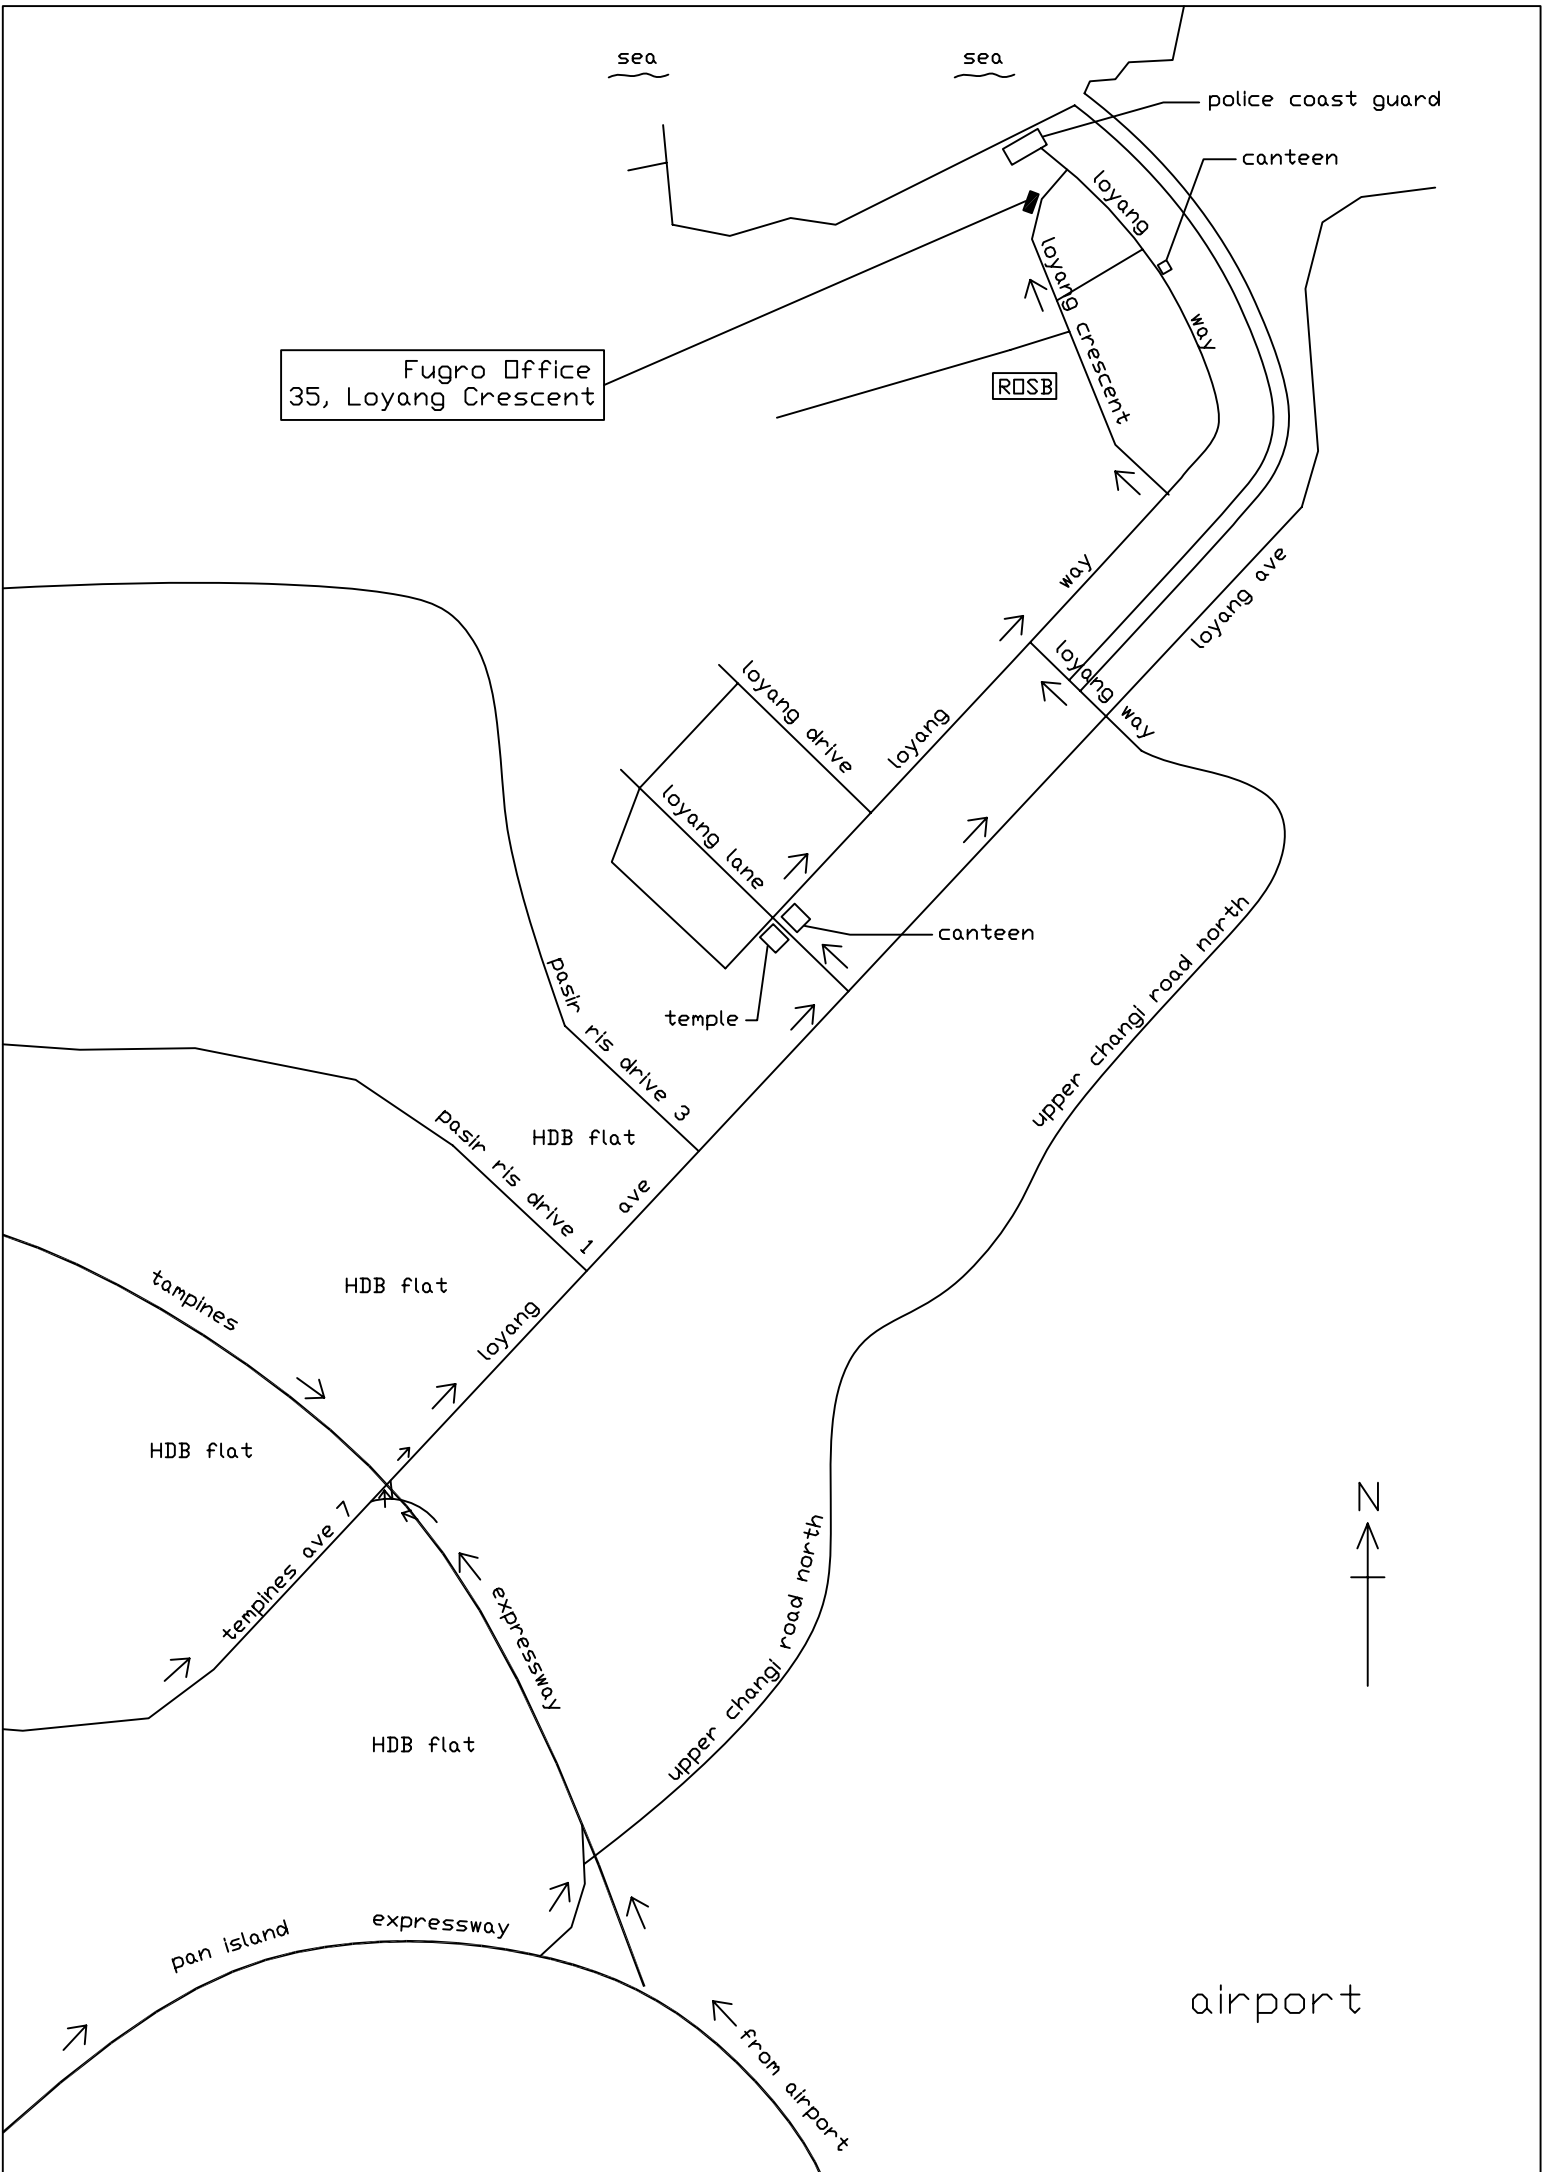 sea
sea
police coast guard
canteen
loyang
way
loyang crescent
Fugro Office
35, Loyang Crescent
ROSB
way
loyang ave
loyang
way
loyang drive
loyang
loyang lane
canteen
temple
upper changi road north
pasir ris drive 3
HDB flat
pasir ris drive 1
ave
HDB flat
tampines
loyang
HDB flat
N
tempines ave 7
expressway
upper changi road north
HDB flat
pan island
expressway
airport
from airport